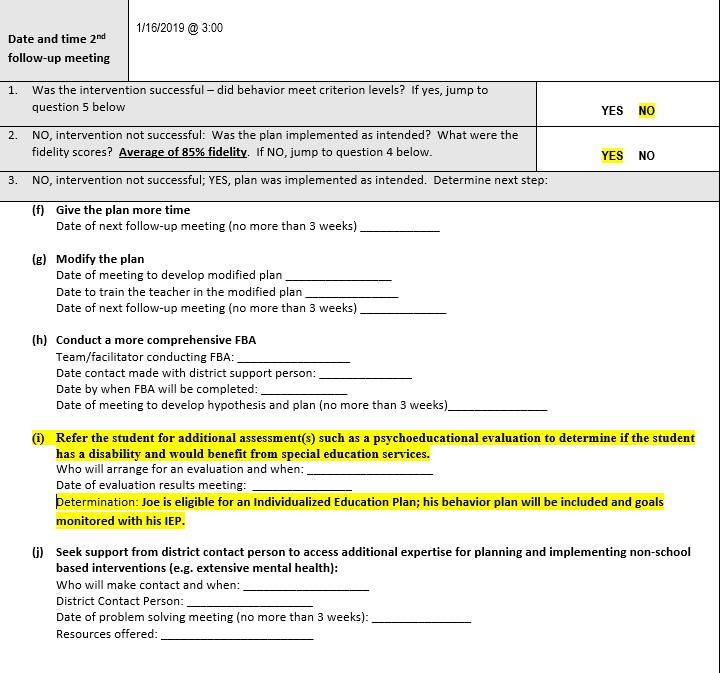 Date and time 2nd
follow-up meeting
1/16/2019 @ 3:00
1. Was the intervention successful – did behavior meet criterion levels? If yes, jump to
question 5 below
YES NO
2. NO, intervention not successful: Was the plan implemented as intended? What were the
fidelity scores? Average of 85% fidelity. If NO, jump to question 4 below.
YES NO
3. NO, intervention not successful; YES, plan was implemented as intended. Determine next step:
(f) Give the plan more time
Date of next follow-up meeting (no more than 3 weeks) ____________
(g) Modify the plan
Date of meeting to develop modified plan ________________
Date to train the teacher in the modified plan ______________
Date of next follow-up meeting (no more than 3 weeks) _____________
(h) Conduct a more comprehensive FBA
Team/facilitator conducting FBA: _________________
Date contact made with district support person: ______________
Date by when FBA will be completed: _____________
Date of meeting to develop hypothesis and plan (no more than 3 weeks)_______________
(i) Refer the student for additional assessment(s) such as a psychoeducational evaluation to determine if the student
has a disability and would benefit from special education services.
Who will arrange for an evaluation and when: ___________________
Date of evaluation results meeting: _______________
Determination: Joe is eligible for an Individualized Education Plan; his behavior plan will be included and goals
monitored with his IEP.
(j) Seek support from district contact person to access additional expertise for planning and implementing non-school
based interventions (e.g. extensive mental health):
Who will make contact and when: ___________________
District Contact Person: ___________________
Date of problem solving meeting (no more than 3 weeks): _______________
Resources offered: _______________________